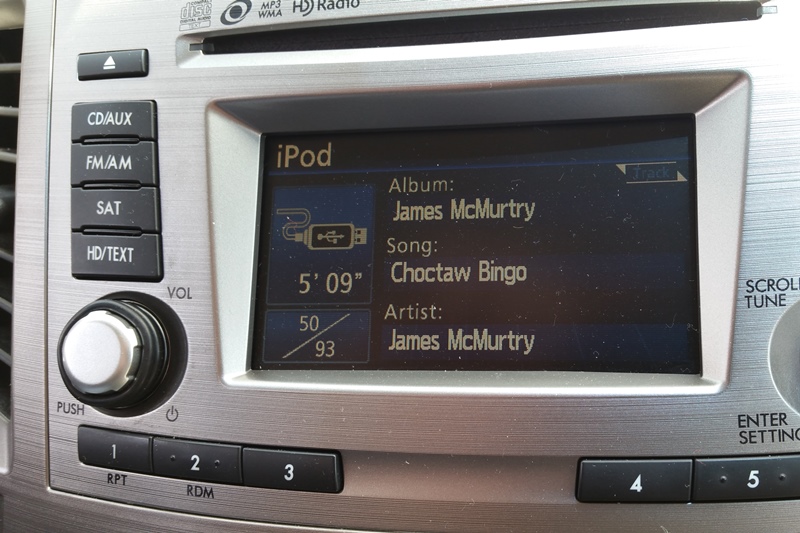 disc
MP3
WMA
HD Radio
CD/AUX
FM/AM
SAT
HD/TEXT
VOL
PUSH
iPod
Track
Album:
James McMurtry
Song:
Choctaw Bingo
5' 09"
Artist:
James McMurtry
50
93
SCROLL
TUNE
ENTER
SETTING
1
2
3
4
5
RPT
RDM